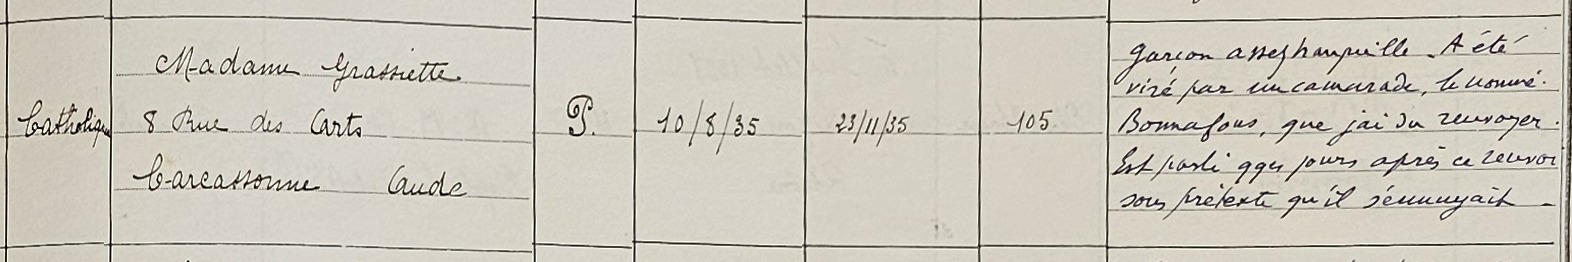 Catholique
Madame Grassiette
8 Rue des Carts
Carcassonne Aude
P.
10/8/35
23/11/35
105
Garçon assez tranquille. A été
viré par un camarade, le nommé
Bonnafous, que j'ai du renvoyer.
Est parti qqes jours après ce renvoi
sous prétexte qu'il s'ennuyait.